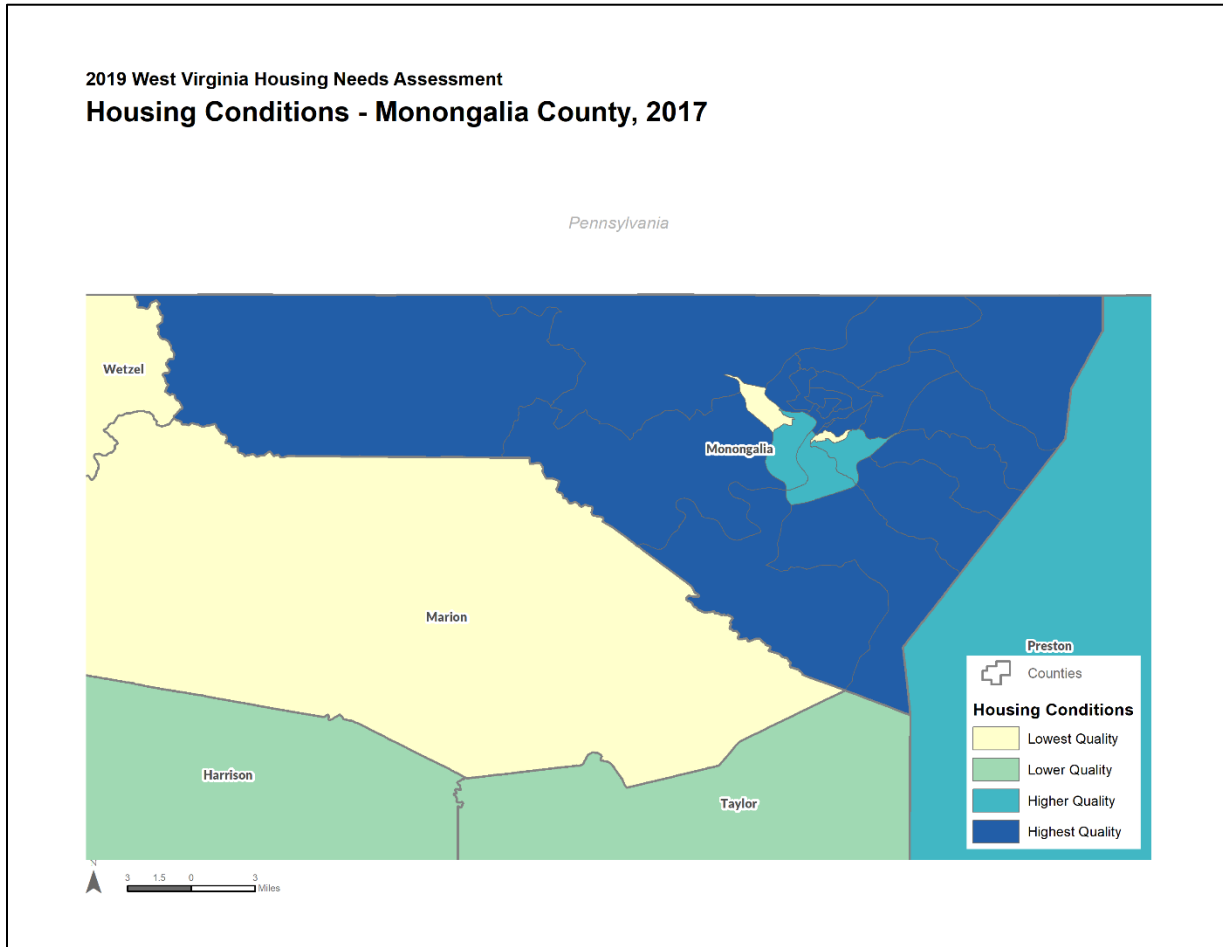 2019 West Virginia Housing Needs Assessment
Housing Conditions - Monongalia County, 2017
Pennsylvania
Wetzel
Monongalia
Marion
Preston
Harrison
Taylor
Counties
Housing Conditions
Lowest Quality
Lower Quality
Higher Quality
Highest Quality
N
3 1.5 0 3
Miles